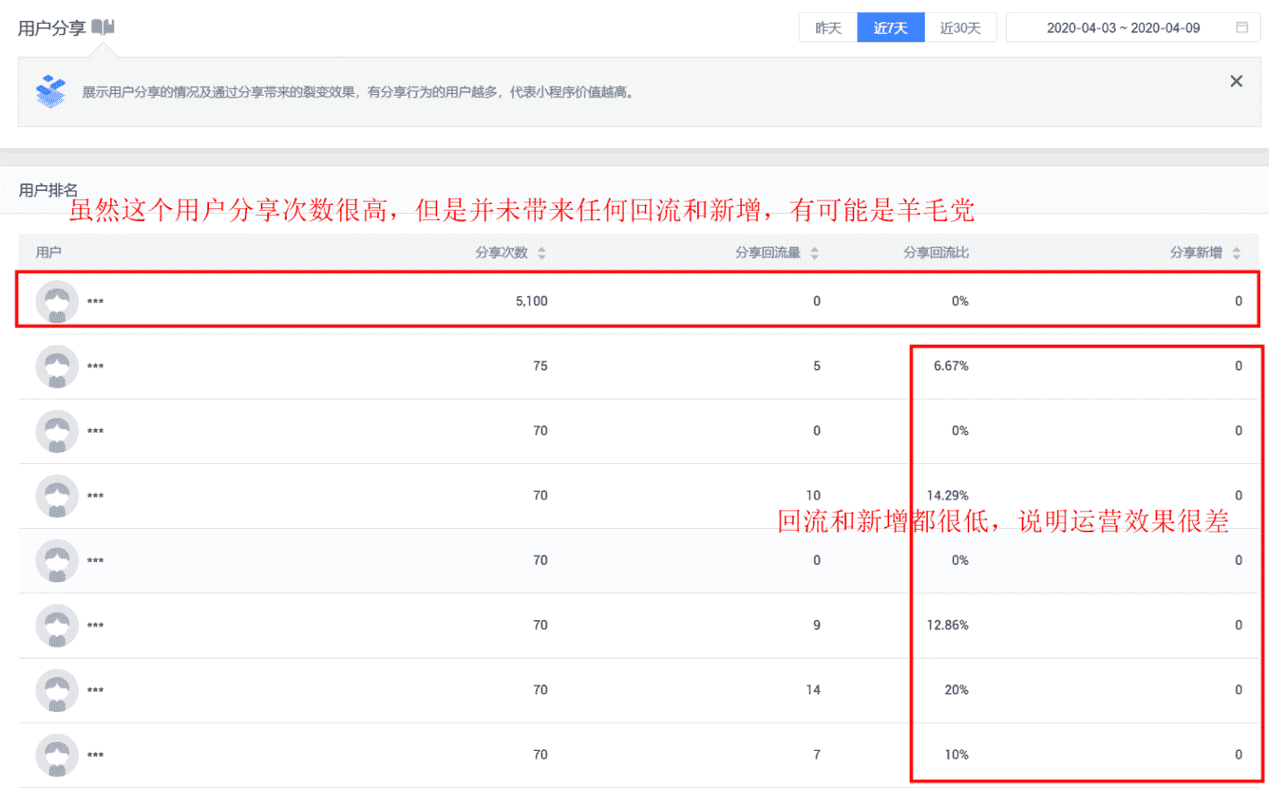 用户分享
昨天 近7天 近30天 2020-04-03 ~ 2020-04-09
展示用户分享的情况及通过分享带来的裂变效果，有分享行为的用户越多，代表小程序价值越高。
用户排名
虽然这个用户分享次数很高，但是并未带来任何回流和新增，有可能是羊毛党
用户 分享次数 分享回流量 分享回流比 分享新增
*** 5,100 0 0% 0
*** 75 5 6.67% 0
*** 70 0 0% 0
*** 70 10 14.29% 0
回流和新增都很低，说明运营效果很差
*** 70 0 0% 0
*** 70 9 12.86% 0
*** 70 14 20% 0
*** 70 7 10% 0